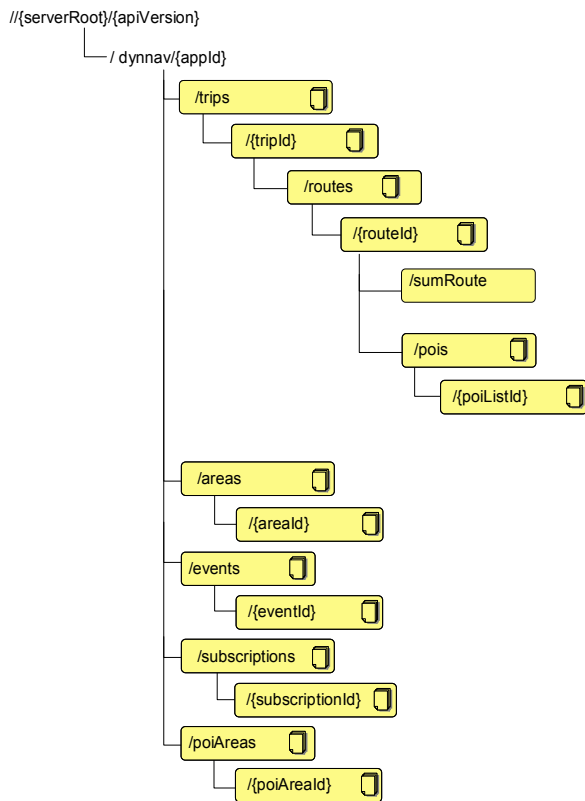 //{serverRoot}/{apiVersion}
/ dynnav/{appId}
/trips
/{tripId}
/routes
/{routeId}
/sumRoute
/pois
/{poiListId}
/areas
/{areaId}
/events
/{eventId}
/subscriptions
/{subscriptionId}
/poiAreas
/{poiAreaId}